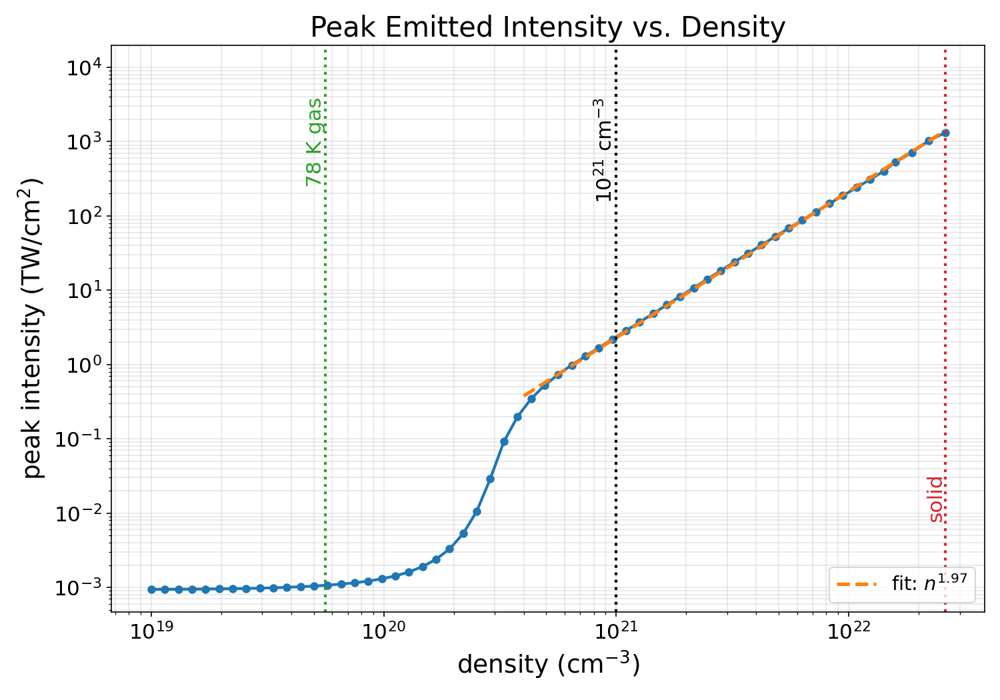 Peak Emitted Intensity vs. Density
peak intensity (TW/cm²)
10⁴
10³
10²
10¹
10⁰
10⁻¹
10⁻²
10⁻³
78 K gas
10²¹ cm⁻³
solid
fit: n¹·⁹⁷
10¹⁹
10²⁰
10²¹
10²²
density (cm⁻³)